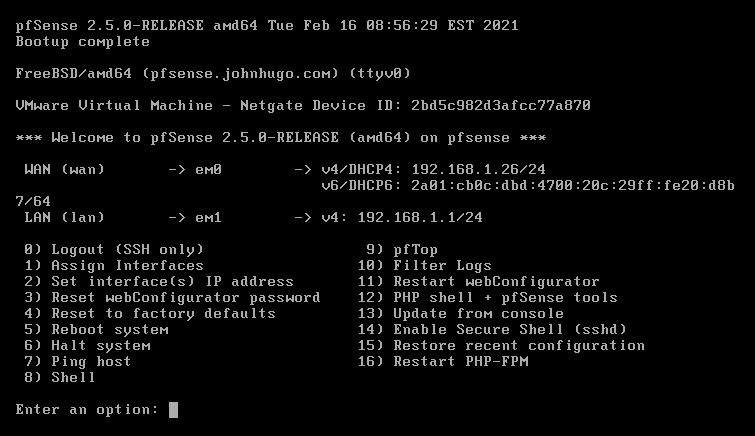 pfSense 2.5.0-RELEASE amd64 Tue Feb 16 08:56:29 EST 2021
Bootup complete
FreeBSD/amd64 (pfsense.johnhugo.com) (ttyv0)
VMware Virtual Machine - Netgate Device ID: 2bd5c982d3afcc77a870
*** Welcome to pfSense 2.5.0-RELEASE (amd64) on pfsense ***
WAN (wan) -> em0 -> v4/DHCP4: 192.168.1.26/24
v6/DHCP6: 2a01:cb0c:dbd:4700:20c:29ff:fe20:d8b
7/64
LAN (lan) -> em1 -> v4: 192.168.1.1/24
0) Logout (SSH only) 9) pfTop
1) Assign Interfaces 10) Filter Logs
2) Set interface(s) IP address 11) Restart webConfigurator
3) Reset webConfigurator password 12) PHP shell + pfSense tools
4) Reset to factory defaults 13) Update from console
5) Reboot system 14) Enable Secure Shell (sshd)
6) Halt system 15) Restore recent configuration
7) Ping host 16) Restart PHP-FPM
8) Shell
Enter an option: